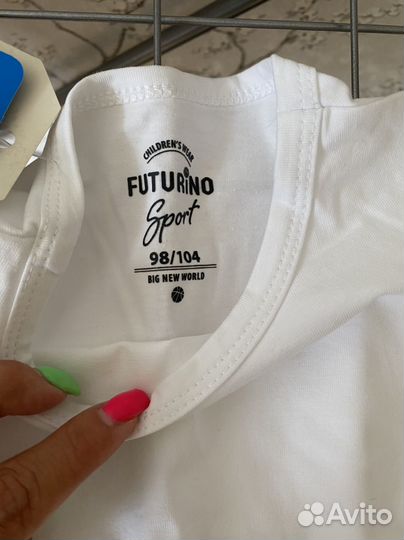 CHILDREN'S WEAR
FUTURiNO
Sport
98/104
BIG NEW WORLD
Avito